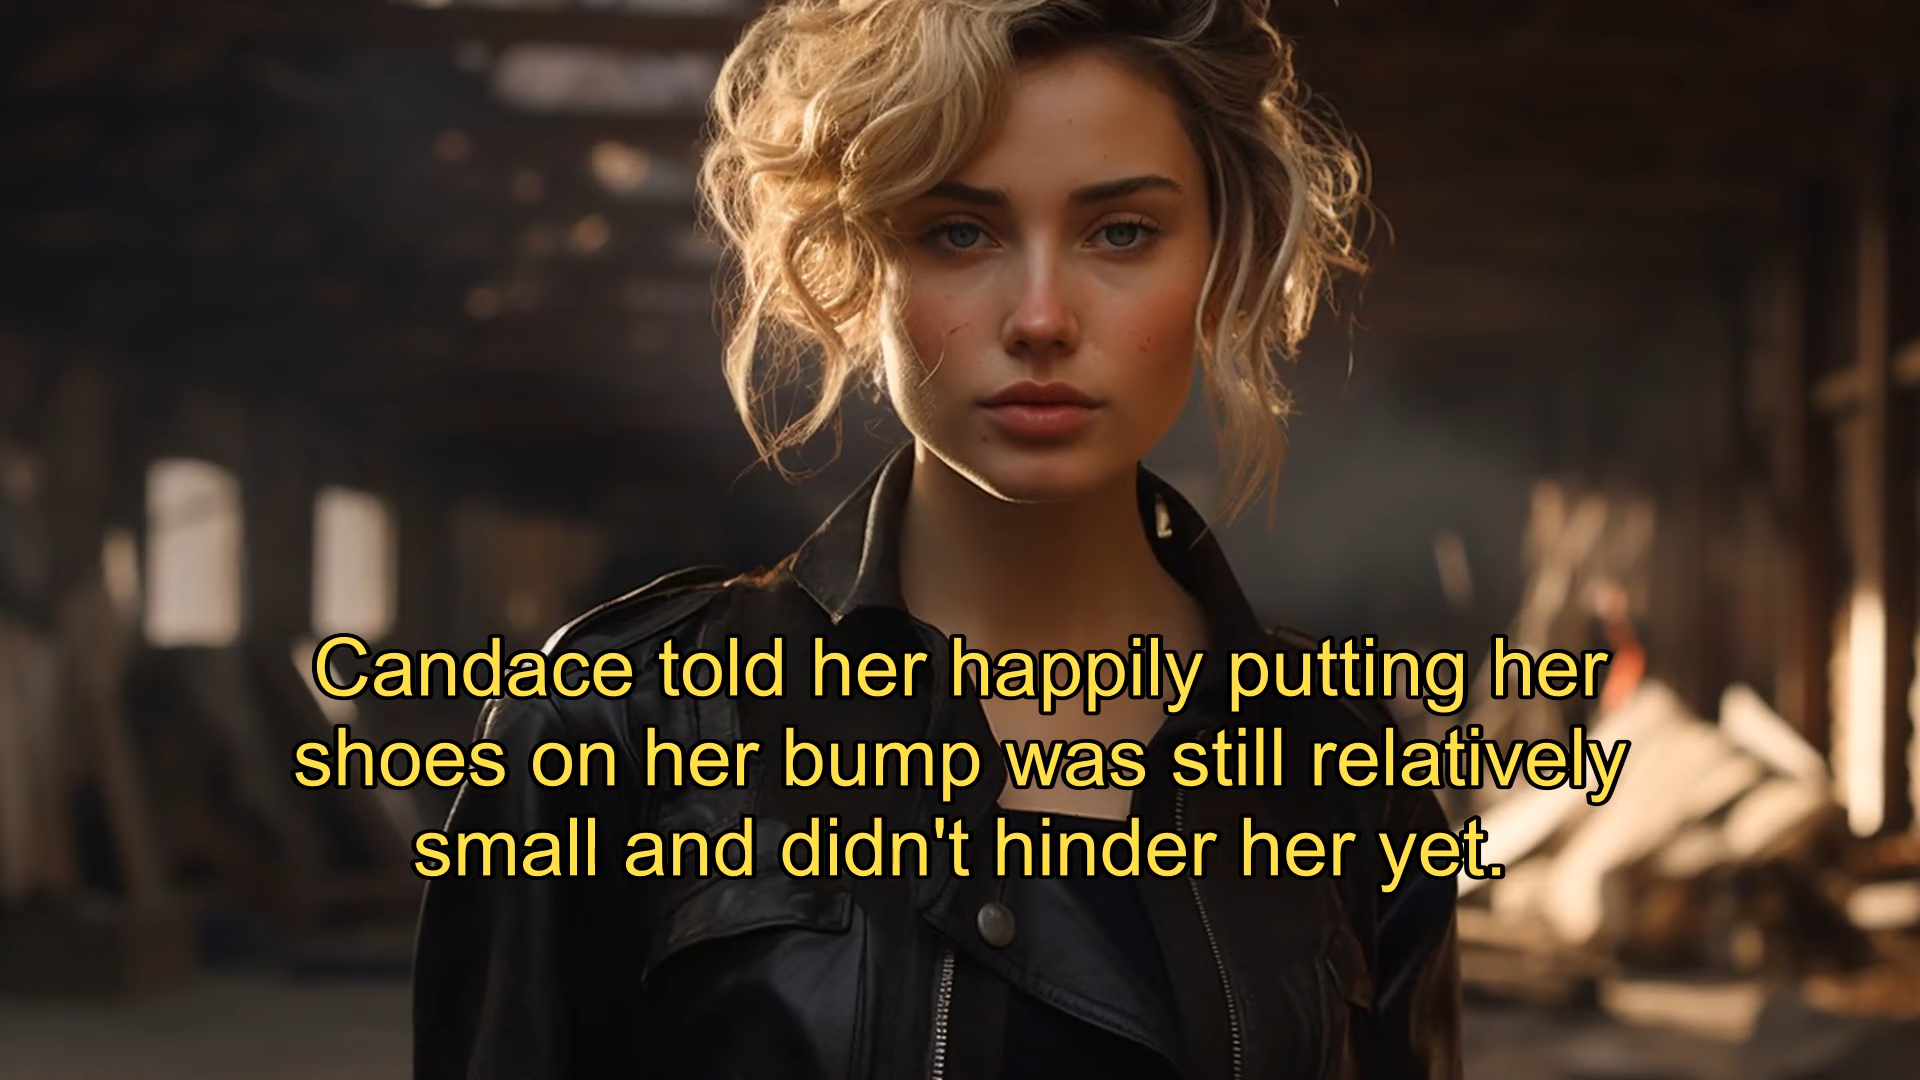 Candace told her happily putting her
shoes on her bump was still relatively
small and didn't hinder her yet.